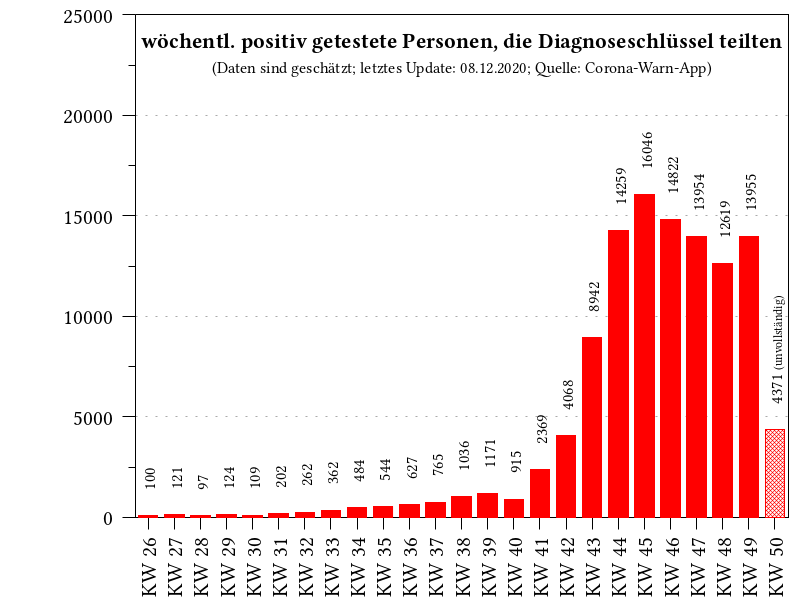 wöchentl. positiv getestete Personen, die Diagnoseschlüssel teilten
(Daten sind geschätzt; letztes Update: 08.12.2020; Quelle: Corona-Warn-App)
25000
20000
15000
10000
5000
0
100
121
97
124
109
202
262
362
484
544
627
765
1036
1171
915
2369
4068
8942
14259
16046
14822
13954
12619
13955
4371 (unvollständig)
KW 26
KW 27
KW 28
KW 29
KW 30
KW 31
KW 32
KW 33
KW 34
KW 35
KW 36
KW 37
KW 38
KW 39
KW 40
KW 41
KW 42
KW 43
KW 44
KW 45
KW 46
KW 47
KW 48
KW 49
KW 50